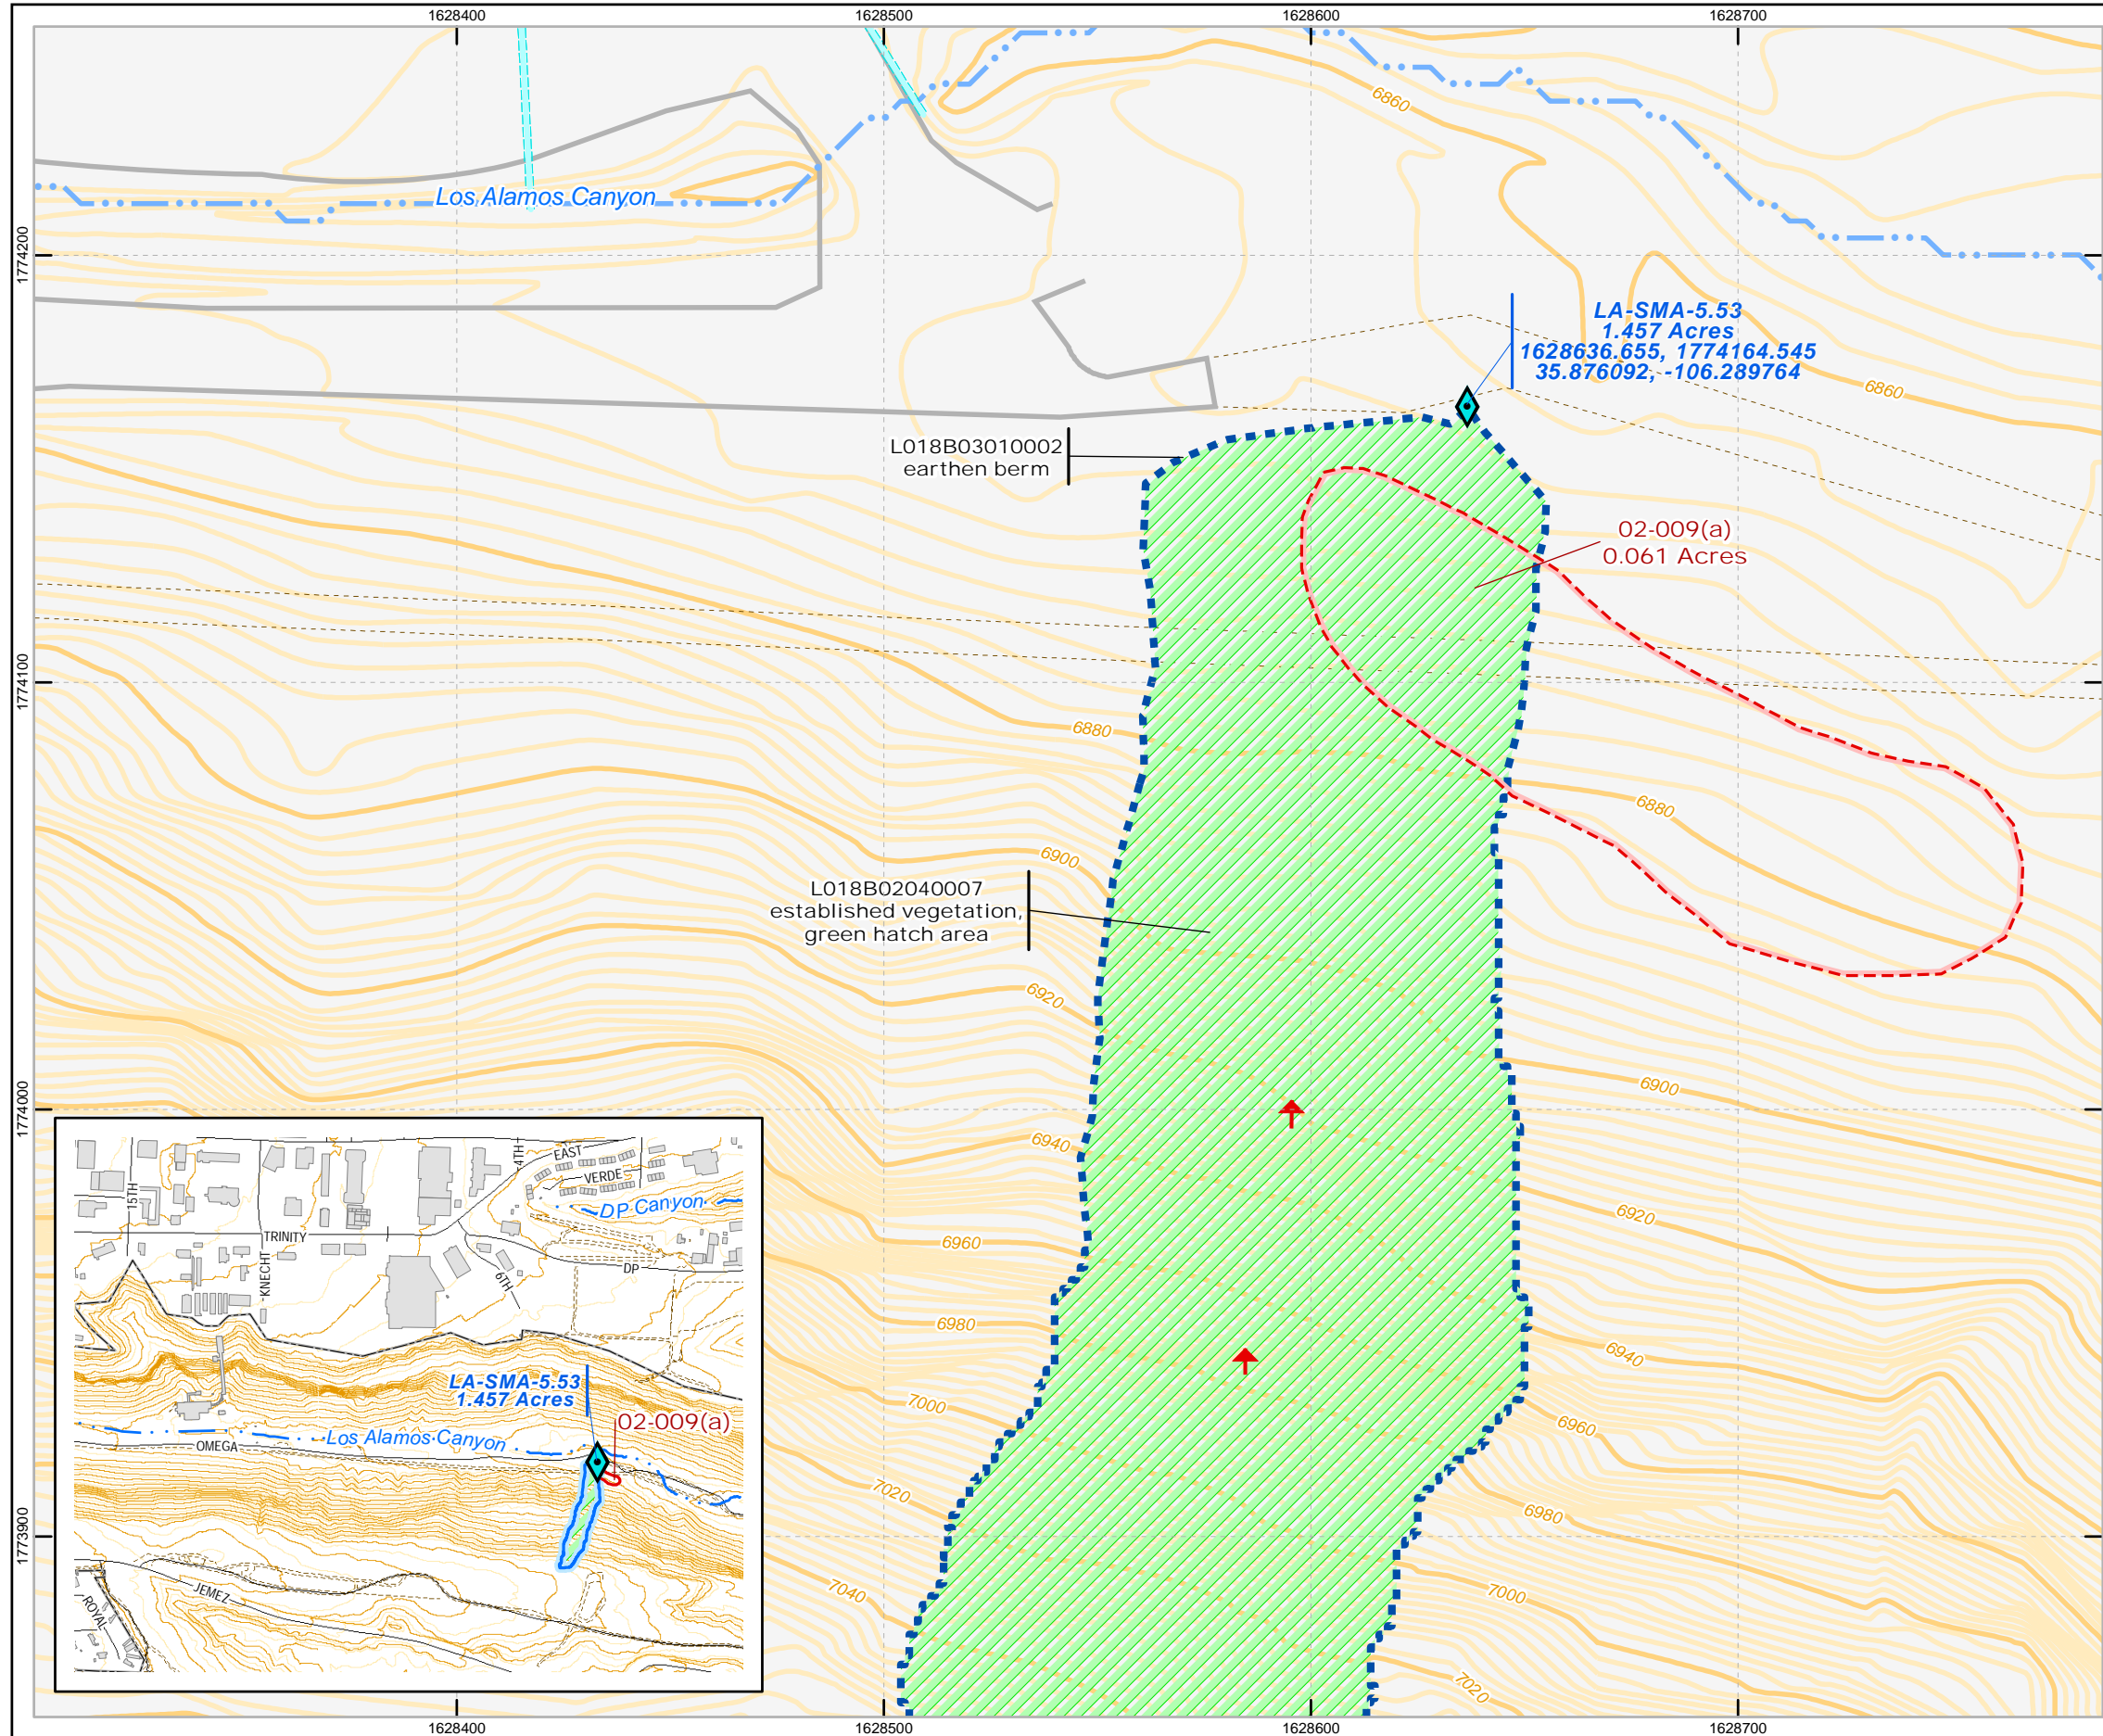 1628400
1628500
1628600
1628700
6860
Los Alamos Canyon
1774200
LA-SMA-5.53
1.457 Acres
1628636.655, 1774164.545
35.876092, -106.289764
6860
L018B03010002
earthen berm
02-009(a)
0.061 Acres
1774100
6880
6880
6900
L018B02040007
established vegetation,
green hatch area
6920
6900
1774000
6940
6920
6960
6980
6940
7000
6960
7020
6980
1773900
7040
7000
7020
15TH
4TH
EAST
VERDE
DP Canyon
TRINITY
KNECHT
6TH
DP
LA-SMA-5.53
1.457 Acres
02-009(a)
Los Alamos Canyon
OMEGA
JEMEZ
ROYAL
1628400
1628500
1628600
1628700